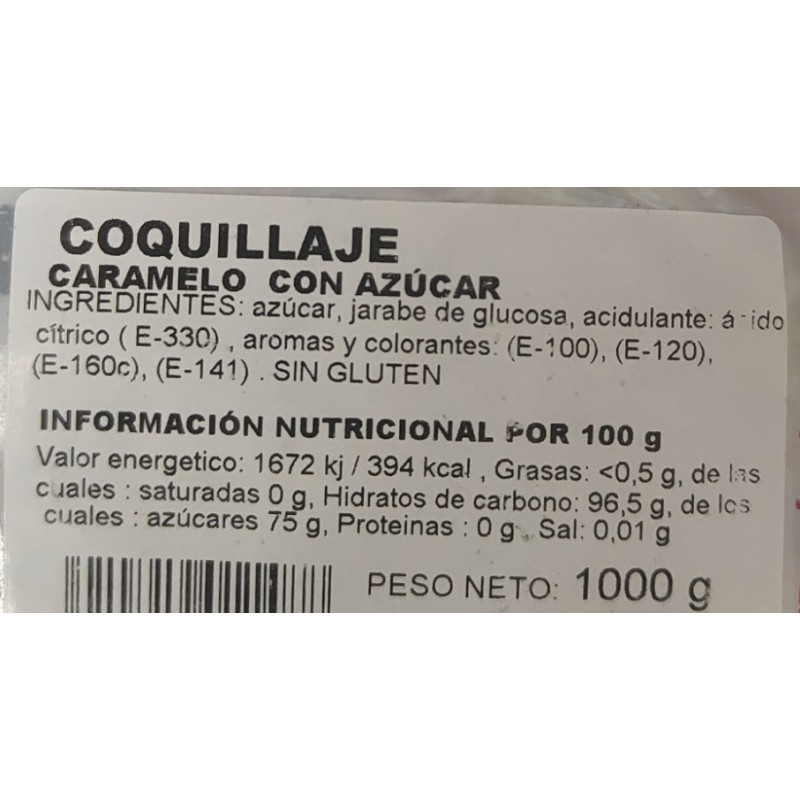 COQUILLAJE
CARAMELO CON AZÚCAR
INGREDIENTES: azúcar, jarabe de glucosa, acidulante: ácido
cítrico ( E-330) , aromas y colorantes: (E-100), (E-120),
(E-160c), (E-141) . SIN GLUTEN
INFORMACIÓN NUTRICIONAL POR 100 g
Valor energetico: 1672 kj / 394 kcal , Grasas: <0,5 g, de las
cuales : saturadas 0 g, Hidratos de carbono: 96,5 g, de los
cuales : azúcares 75 g, Proteinas : 0 g , Sal: 0,01 g
PESO NETO: 1000 g